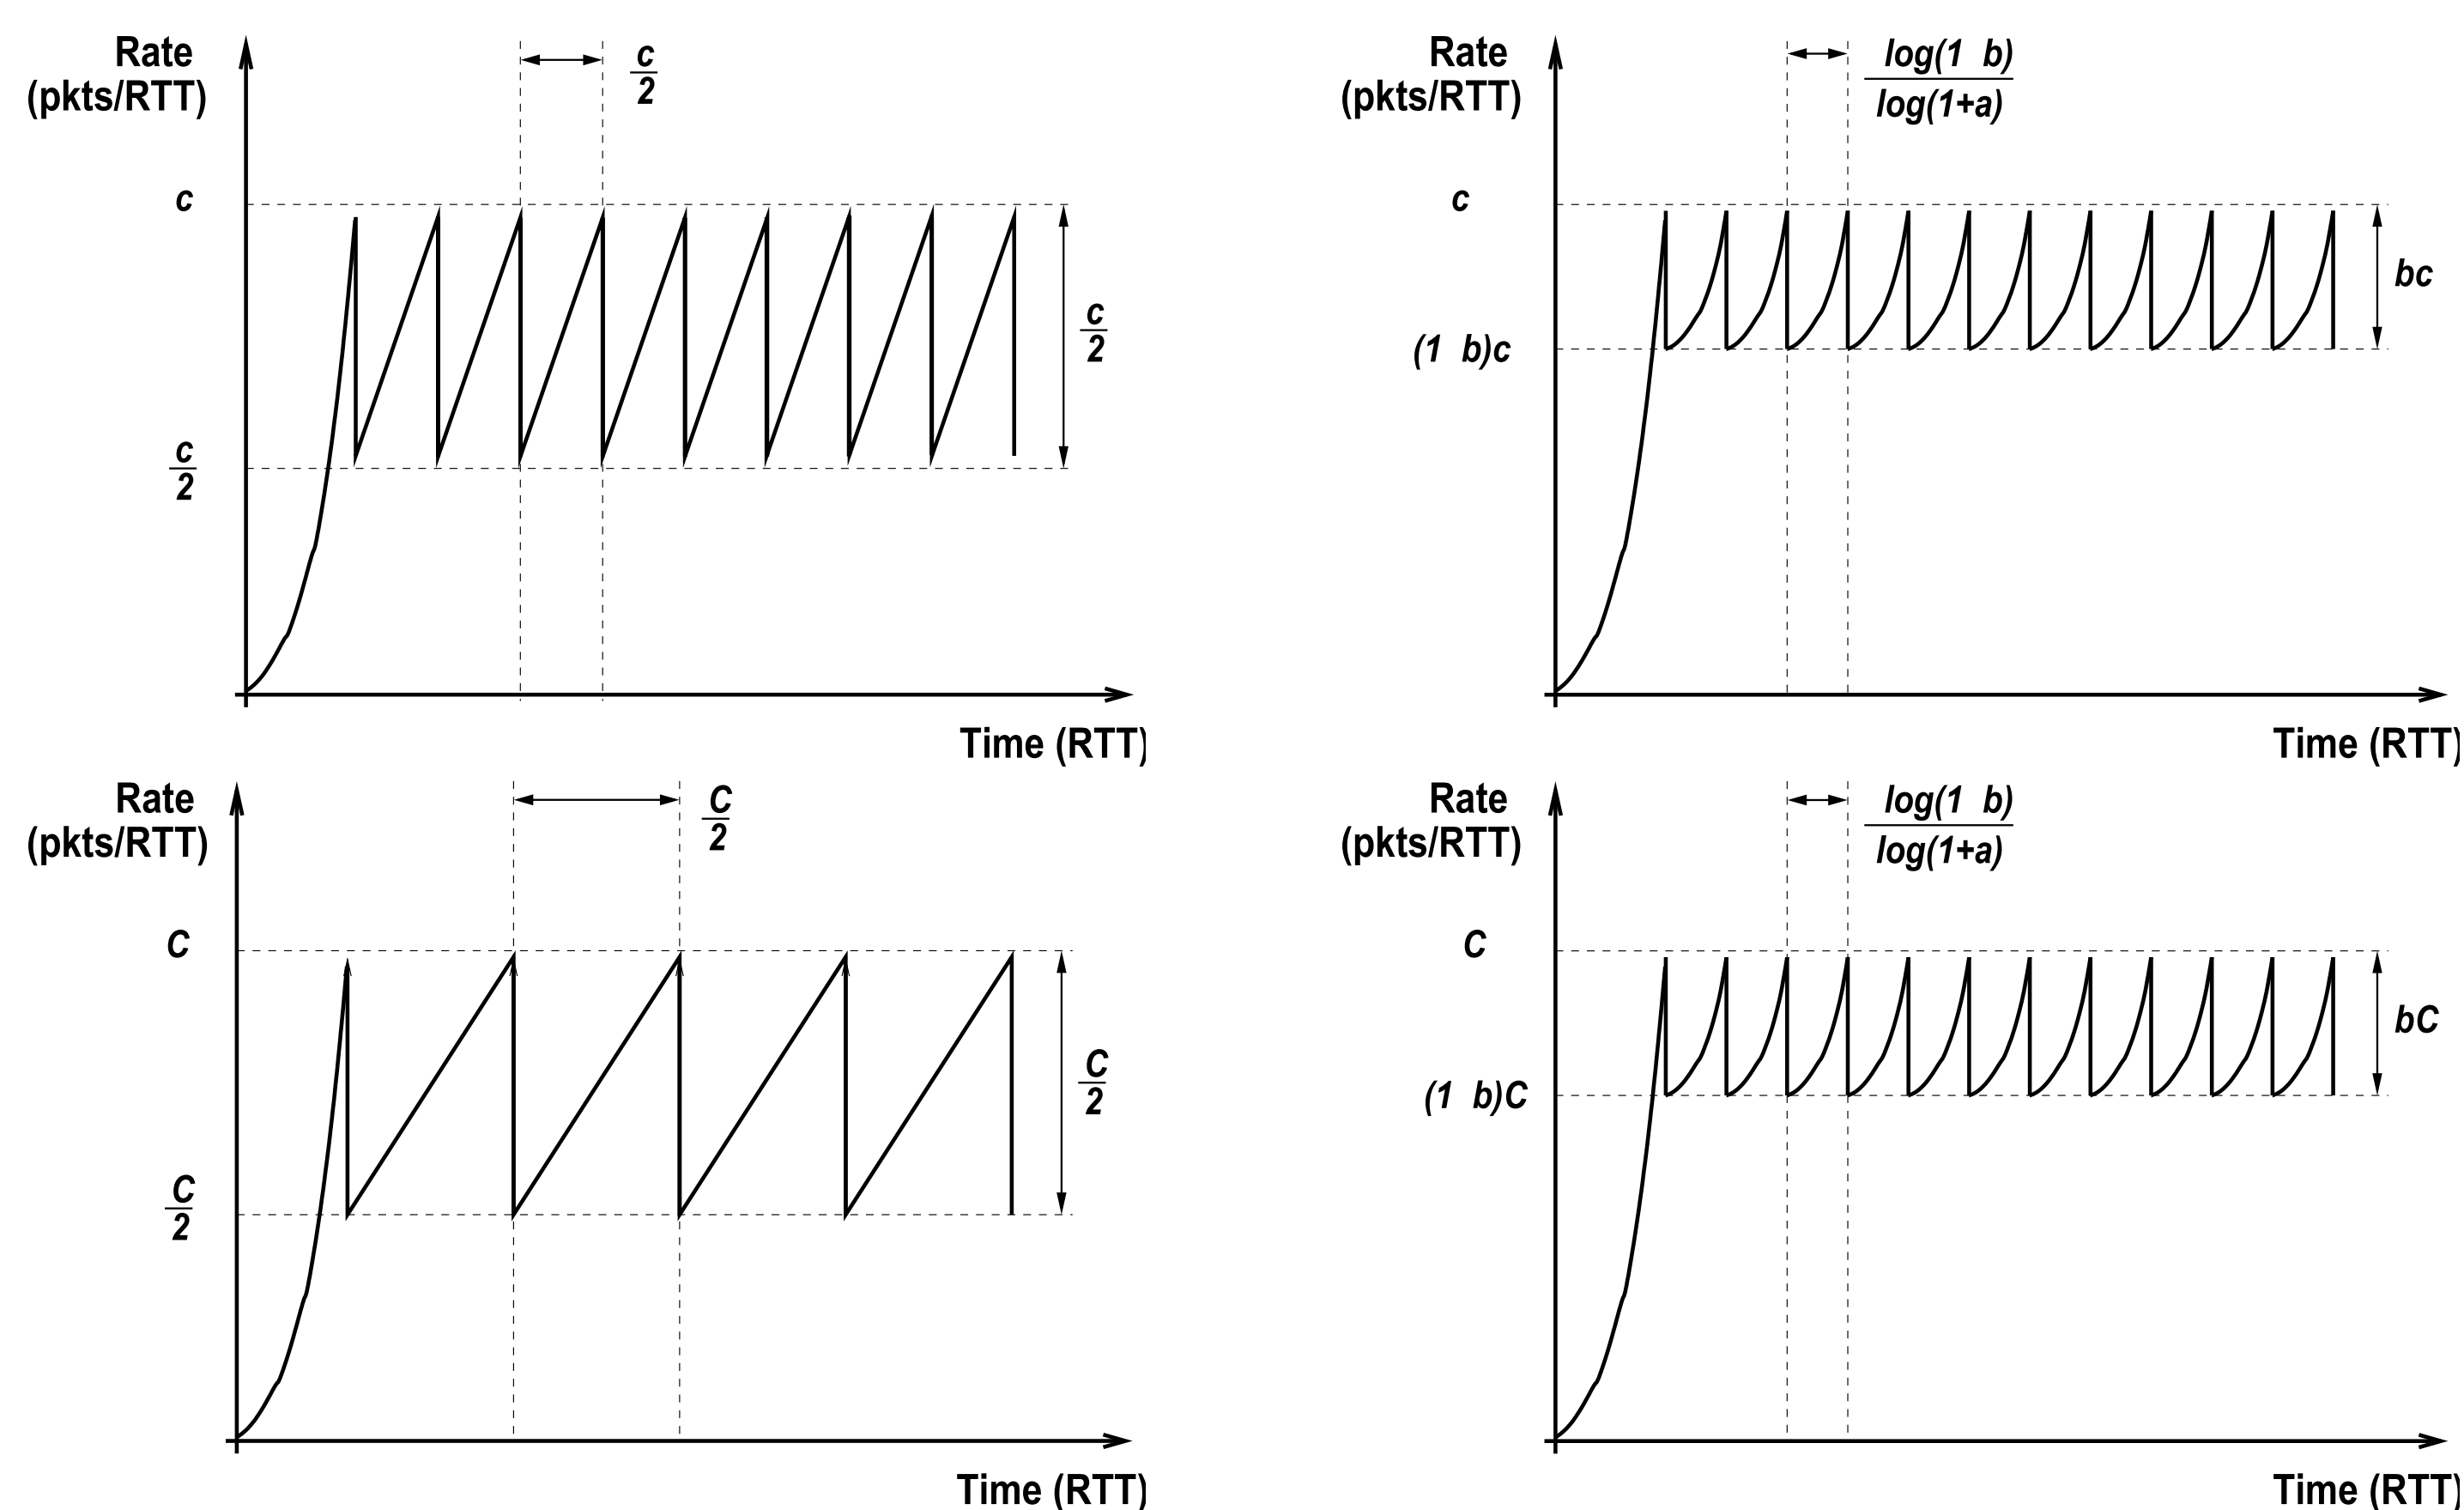 Rate
(pkts/RTT)
c
2
c
c
2
c
2
Time (RTT)
Rate
(pkts/RTT)
log(1 b)
log(1+a)
c
bc
(1 b)c
Time (RTT)
Rate
(pkts/RTT)
C
2
C
C
2
C
2
Time (RTT)
Rate
(pkts/RTT)
log(1 b)
log(1+a)
C
bC
(1 b)C
Time (RTT)